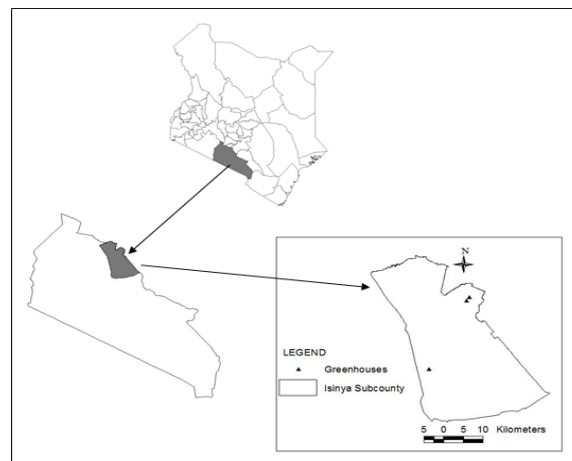 N
LEGEND
Greenhouses
Isinya Subcounty
5 0 5 10 Kilometers